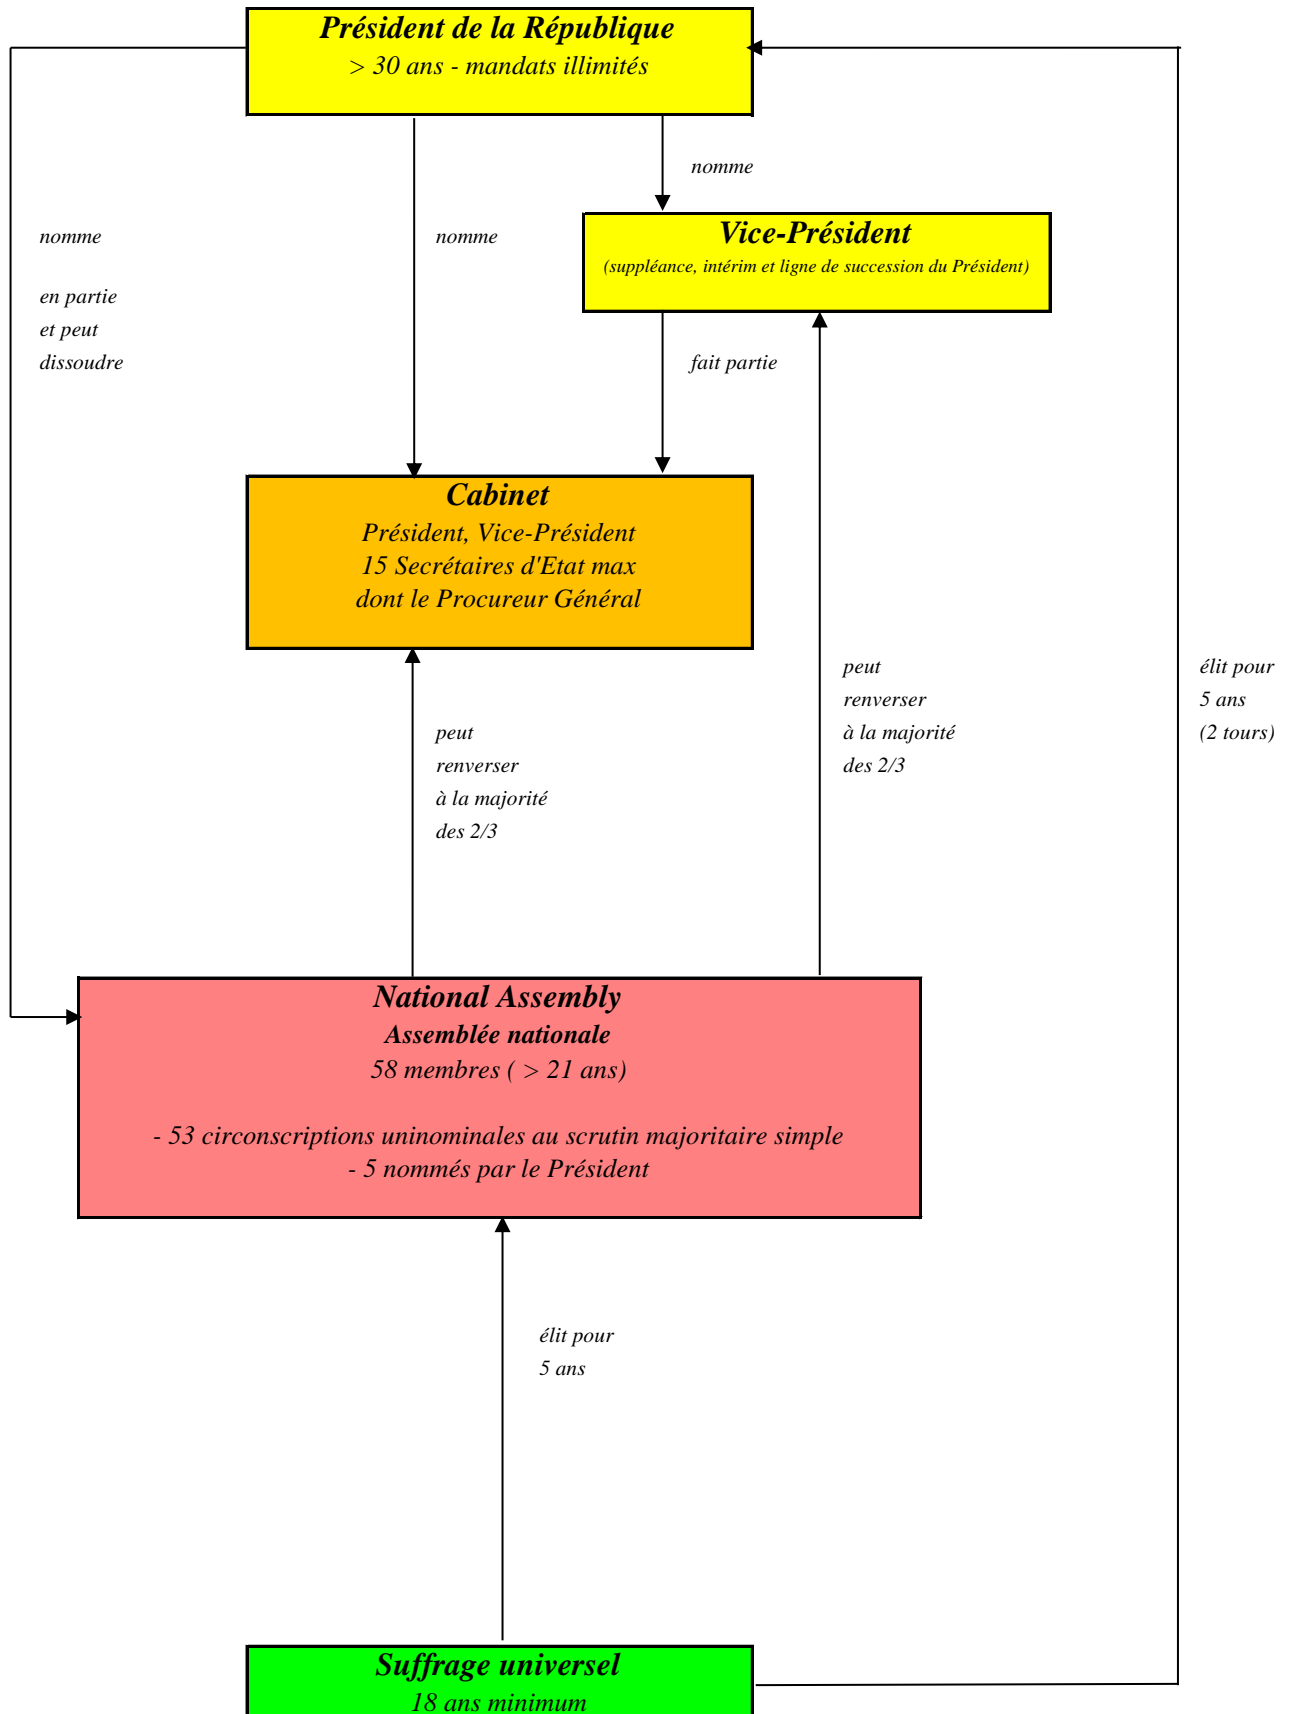 Président de la République
> 30 ans - mandats illimités
nomme
Vice-Président
(suppléance, intérim et ligne de succession du Président)
nomme
en partie
et peut
dissoudre
nomme
fait partie
Cabinet
Président, Vice-Président
15 Secrétaires d'Etat max
dont le Procureur Général
peut
renverser
à la majorité
des 2/3
peut
renverser
à la majorité
des 2/3
élit pour
5 ans
(2 tours)
National Assembly
Assemblée nationale
58 membres ( > 21 ans)
- 53 circonscriptions uninominales au scrutin majoritaire simple
- 5 nommés par le Président
élit pour
5 ans
Suffrage universel
18 ans minimum